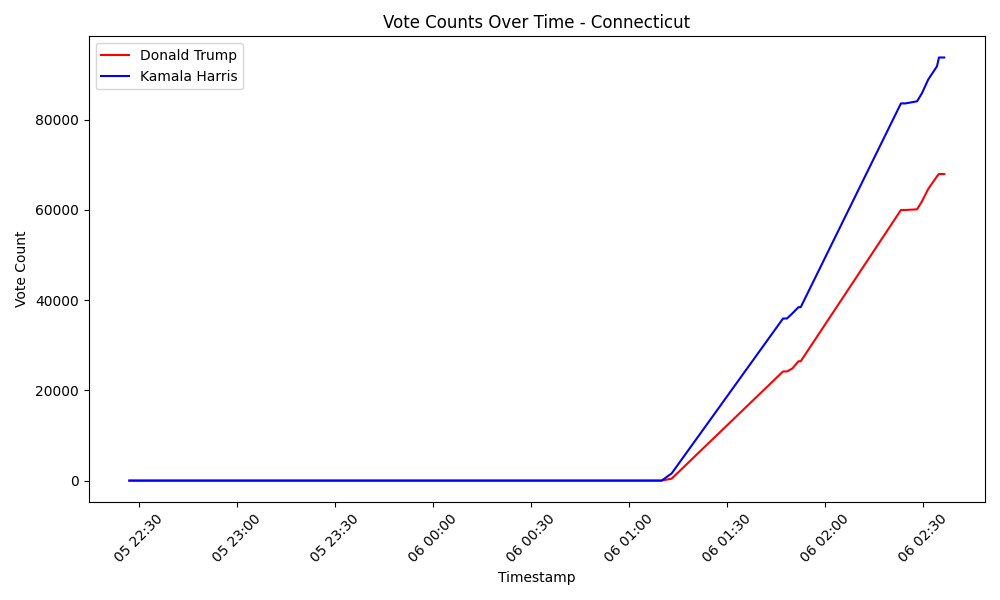 Vote Counts Over Time - Connecticut
Donald Trump
Kamala Harris
Vote Count
80000
60000
40000
20000
0
05 22:30
05 23:00
05 23:30
06 00:00
06 00:30
06 01:00
06 01:30
06 02:00
06 02:30
Timestamp